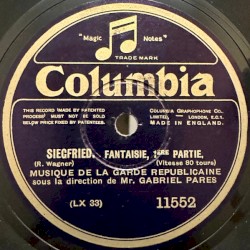 "Magic Notes"
TRADE MARK
Columbia
THIS RECORD MADE BY PATENTED
PROCESS MUST NOT BE SOLD
BELOW PRICE FIXED BY PATENTEES.
COLUMBIA GRAPHOPHONE CO.
LIMITED. — LONDON, E.C.1.
MADE IN ENGLAND.
SIEGFRIED. FANTAISIE, 1ÈRE PARTIE,
(R. Wagner) (Vitesse 80 tours)
MUSIQUE DE LA GARDE REPUBLICAINE
sous la direction de Mr. GABRIEL PARES
(LX 33) 11552